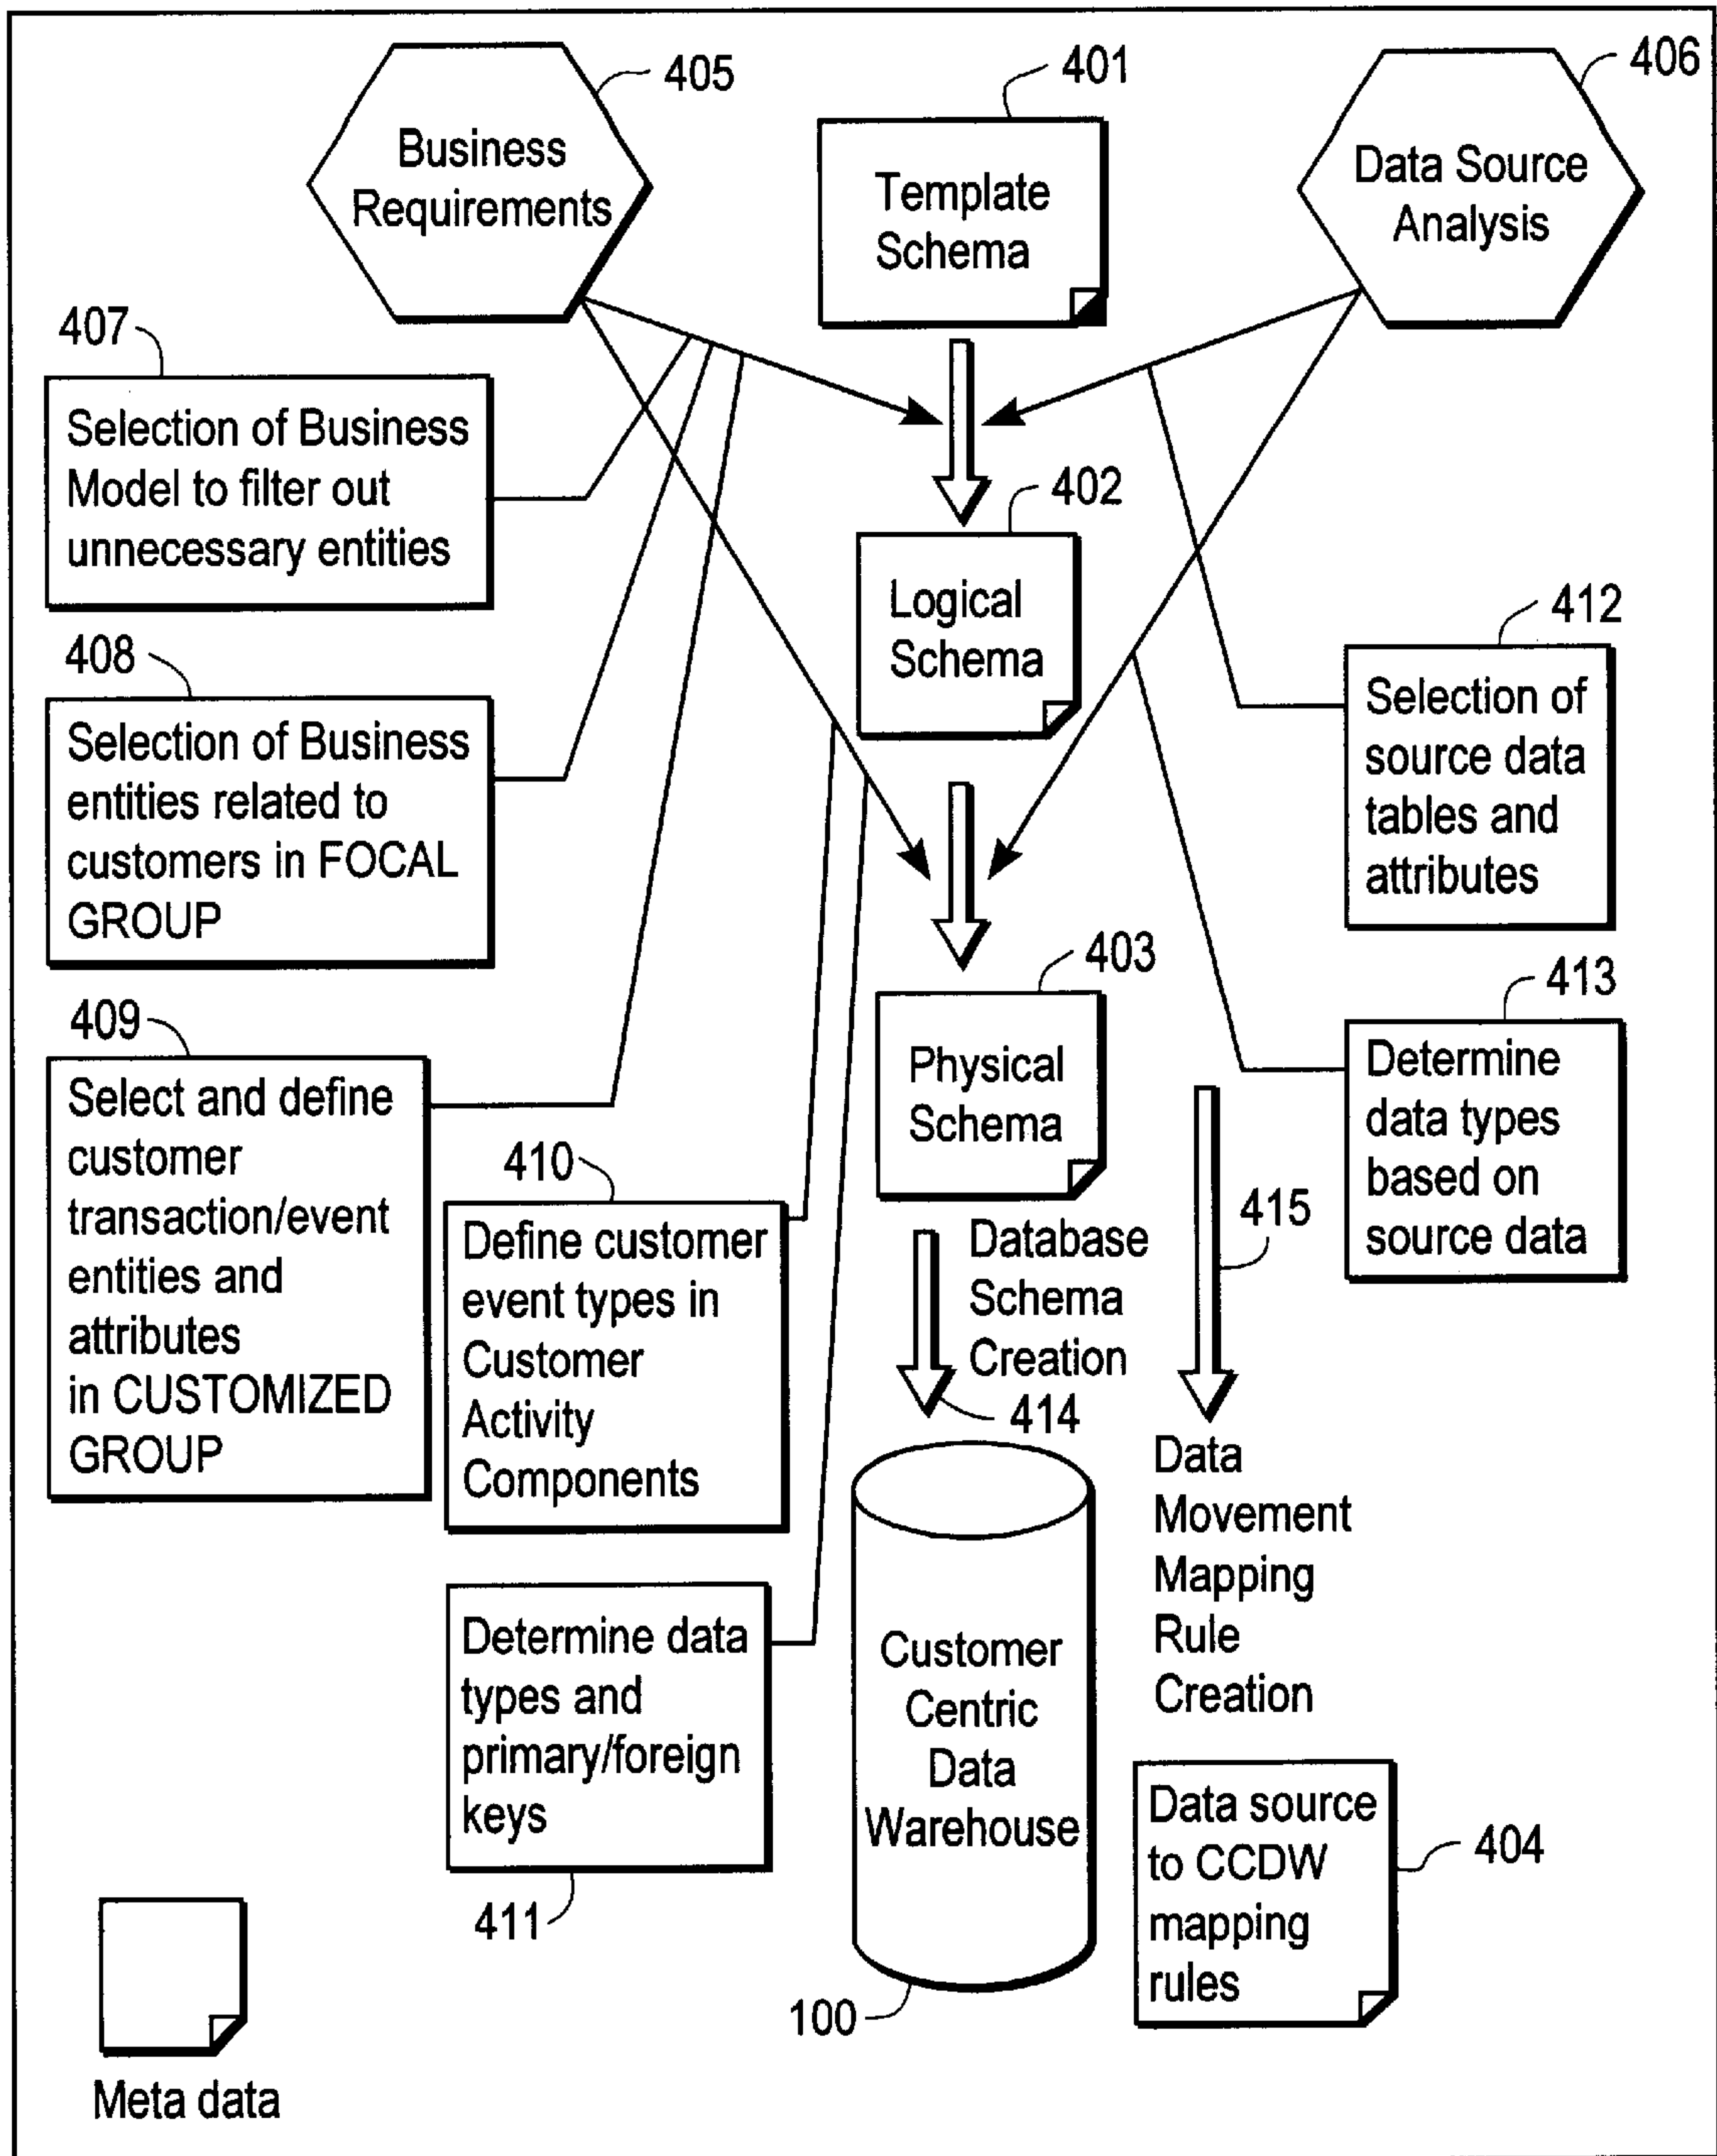 405
Business
Requirements
401
Template
Schema
406
Data Source
Analysis
407
Selection of Business
Model to filter out
unnecessary entities
402
Logical
Schema
408
Selection of Business
entities related to
customers in FOCAL
GROUP
412
Selection of
source data
tables and
attributes
409
Select and define
customer
transaction/event
entities and
attributes
in CUSTOMIZED
GROUP
403
Physical
Schema
413
Determine
data types
based on
source data
410
Define customer
event types in
Customer
Activity
Components
Database
Schema
Creation
414
415
Data
Movement
Mapping
Rule
Creation
Determine data
types and
primary/foreign
keys
411
Customer
Centric
Data
Warehouse
100
Data source
to CCDW
mapping
rules
404
Meta data